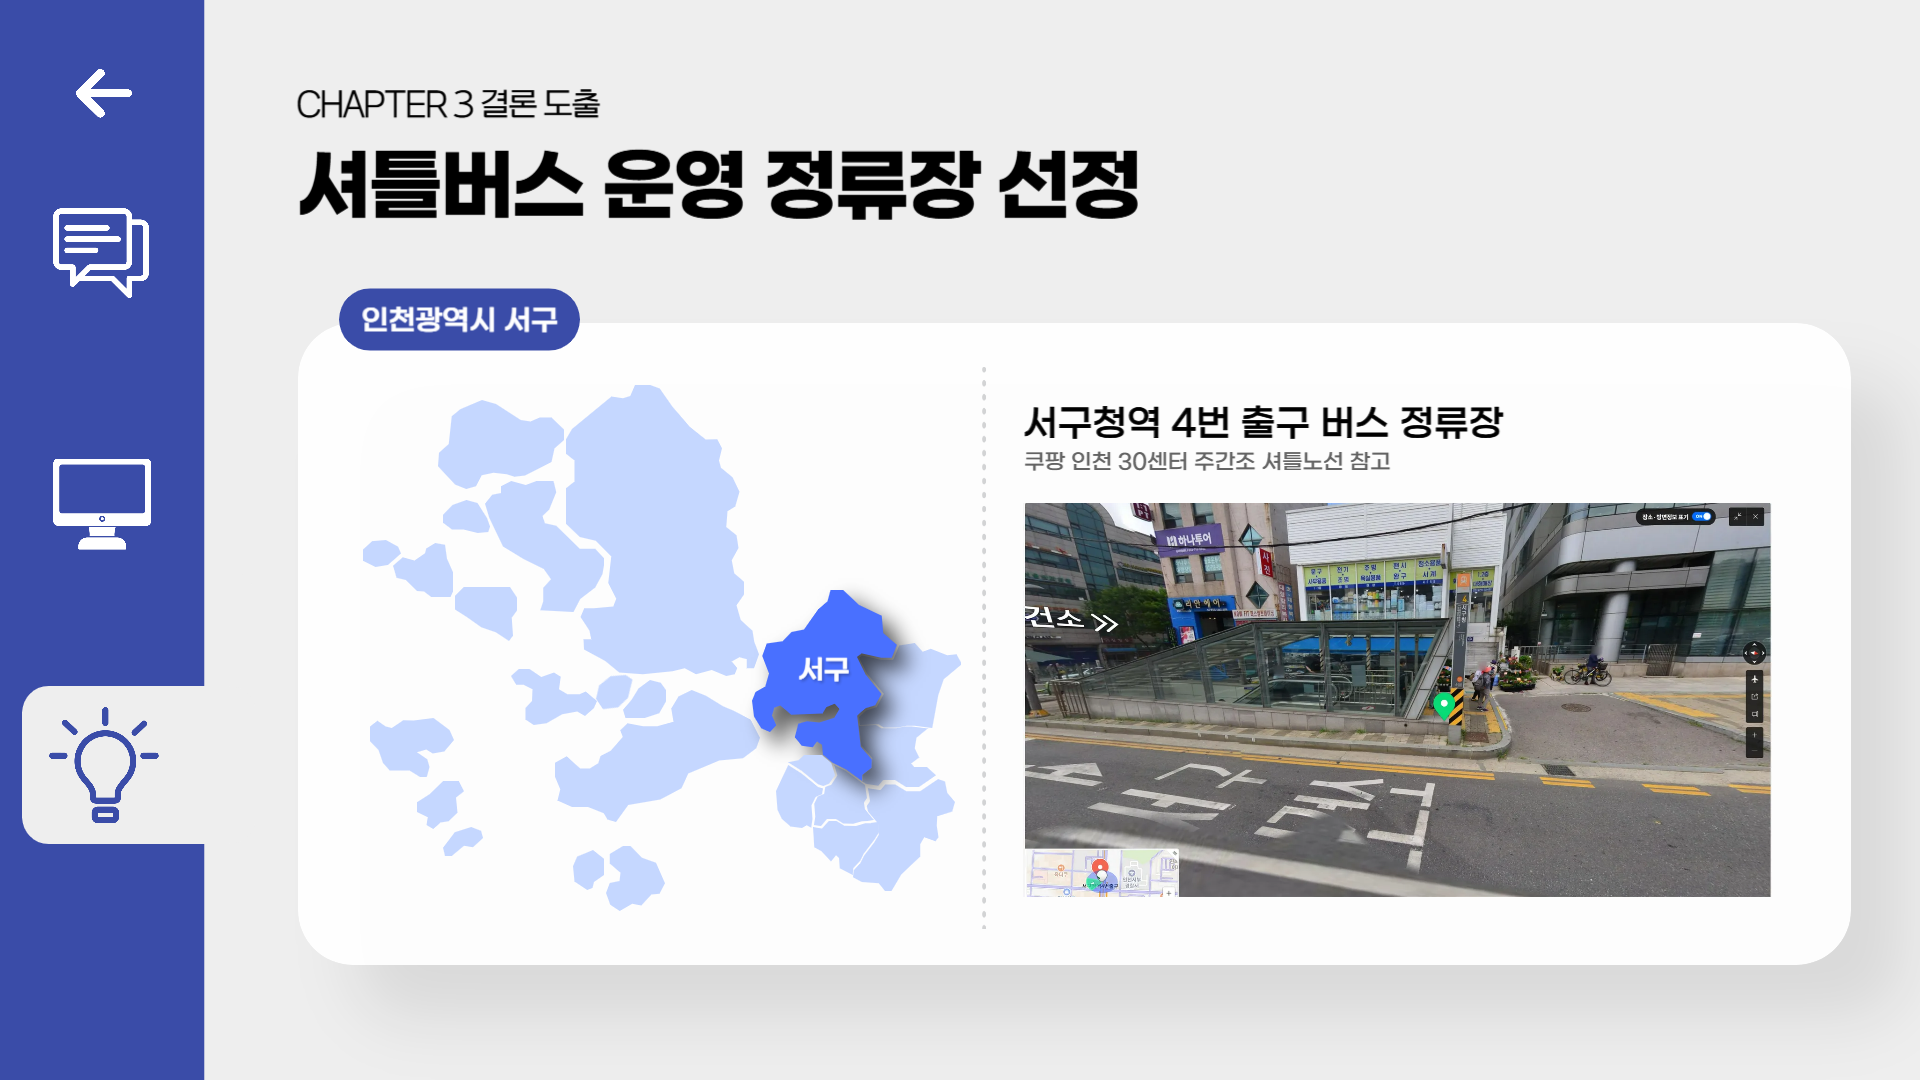 CHAPTER 3 결론 도출
셔틀버스 운영 정류장 선정
인천광역시 서구
서구
서구청역 4번 출구 버스 정류장
쿠팡 인천 30센터 주간조 셔틀노선 참고
하나투어
사진
건소 >>